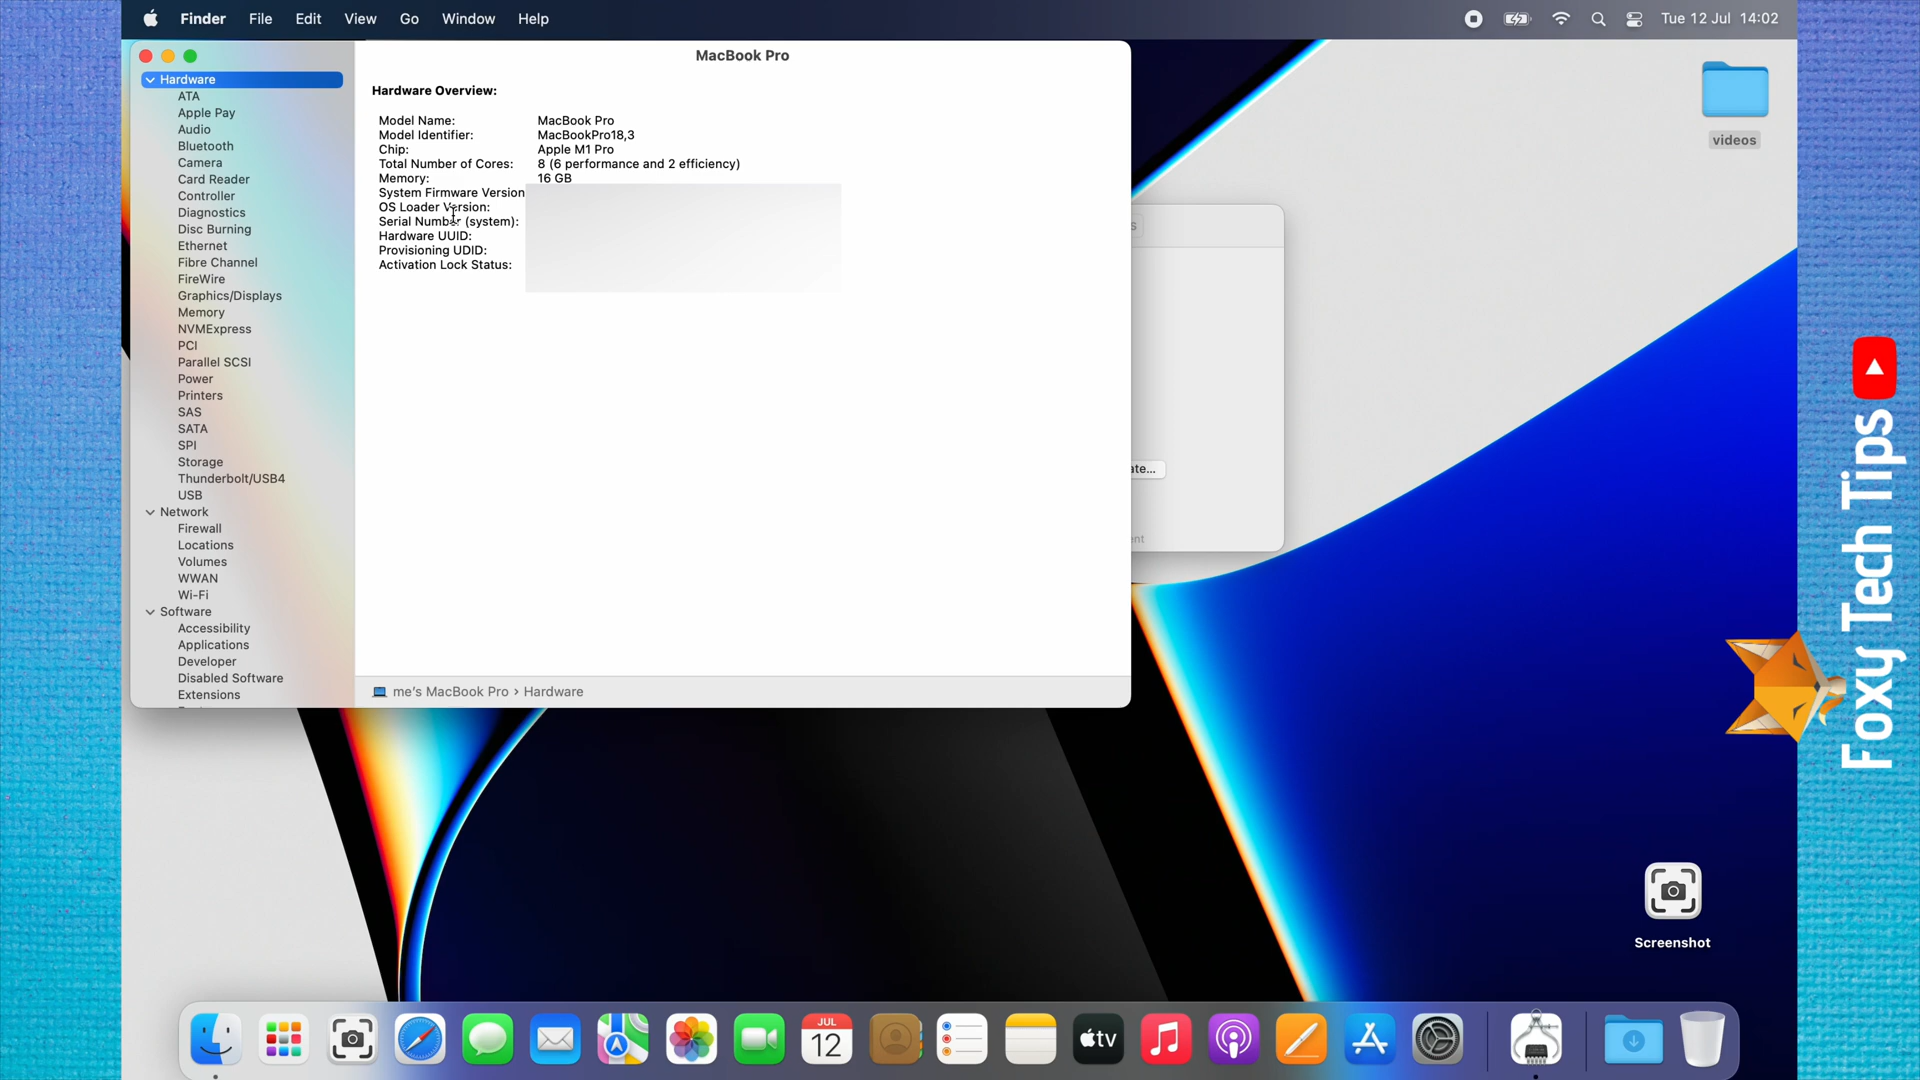 Finder File Edit View Go Window Help
Tue 12 Jul 14:02
MacBook Pro
Hardware
ATA
Apple Pay
Audio
Bluetooth
Camera
Card Reader
Controller
Diagnostics
Disc Burning
Ethernet
Fibre Channel
FireWire
Graphics/Displays
Memory
NVMExpress
PCI
Parallel SCSI
Power
Printers
SAS
SATA
SPI
Storage
Thunderbolt/USB4
USB
Network
Firewall
Locations
Volumes
WWAN
Wi-Fi
Software
Accessibility
Applications
Developer
Disabled Software
Extensions
Hardware Overview:
Model Name: MacBook Pro
Model Identifier: MacBookPro18,3
Chip: Apple M1 Pro
Total Number of Cores: 8 (6 performance and 2 efficiency)
Memory: 16 GB
System Firmware Version
OS Loader Version:
Serial Number (system):
Hardware UUID:
Provisioning UDID:
Activation Lock Status:
me's MacBook Pro › Hardware
s
ate...
nt
videos
Screenshot
Foxy Tech Tips
JUL
12
tv